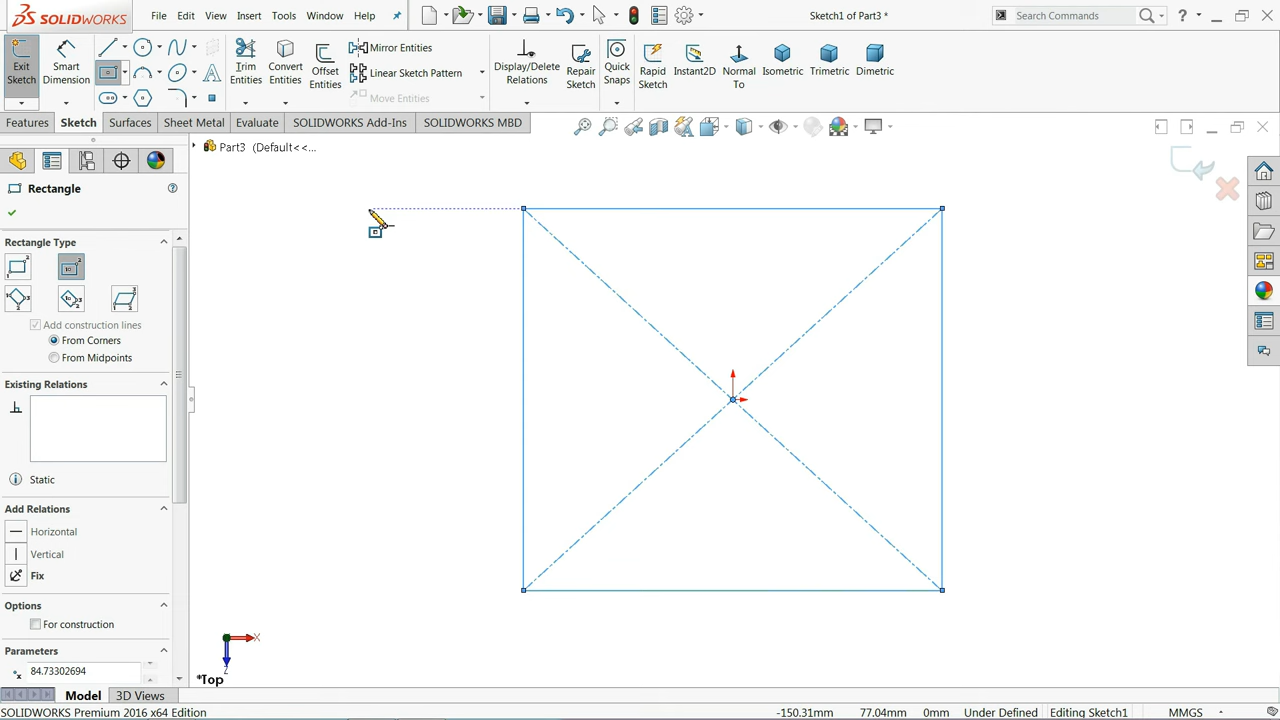 SOLIDWORKS File Edit View Insert Tools Window Help Sketch1 of Part3 * Search Commands ?
Exit Sketch
Smart Dimension
Trim Entities
Convert Entities
Offset Entities
Mirror Entities
Linear Sketch Pattern
Move Entities
Display/Delete Relations
Repair Sketch
Quick Snaps
Rapid Sketch
Instant2D
Normal To
Isometric
Trimetric
Dimetric
Features Sketch Surfaces Sheet Metal Evaluate SOLIDWORKS Add-Ins SOLIDWORKS MBD
Part3 (Default<<...
Rectangle
Rectangle Type
Add construction lines
From Corners
From Midpoints
Existing Relations
Static
Add Relations
Horizontal
Vertical
Fix
Options
For construction
Parameters
84.73302694
X
Z
*Top
Model 3D Views
SOLIDWORKS Premium 2016 x64 Edition -150.31mm 77.04mm 0mm Under Defined Editing Sketch1 MMGS